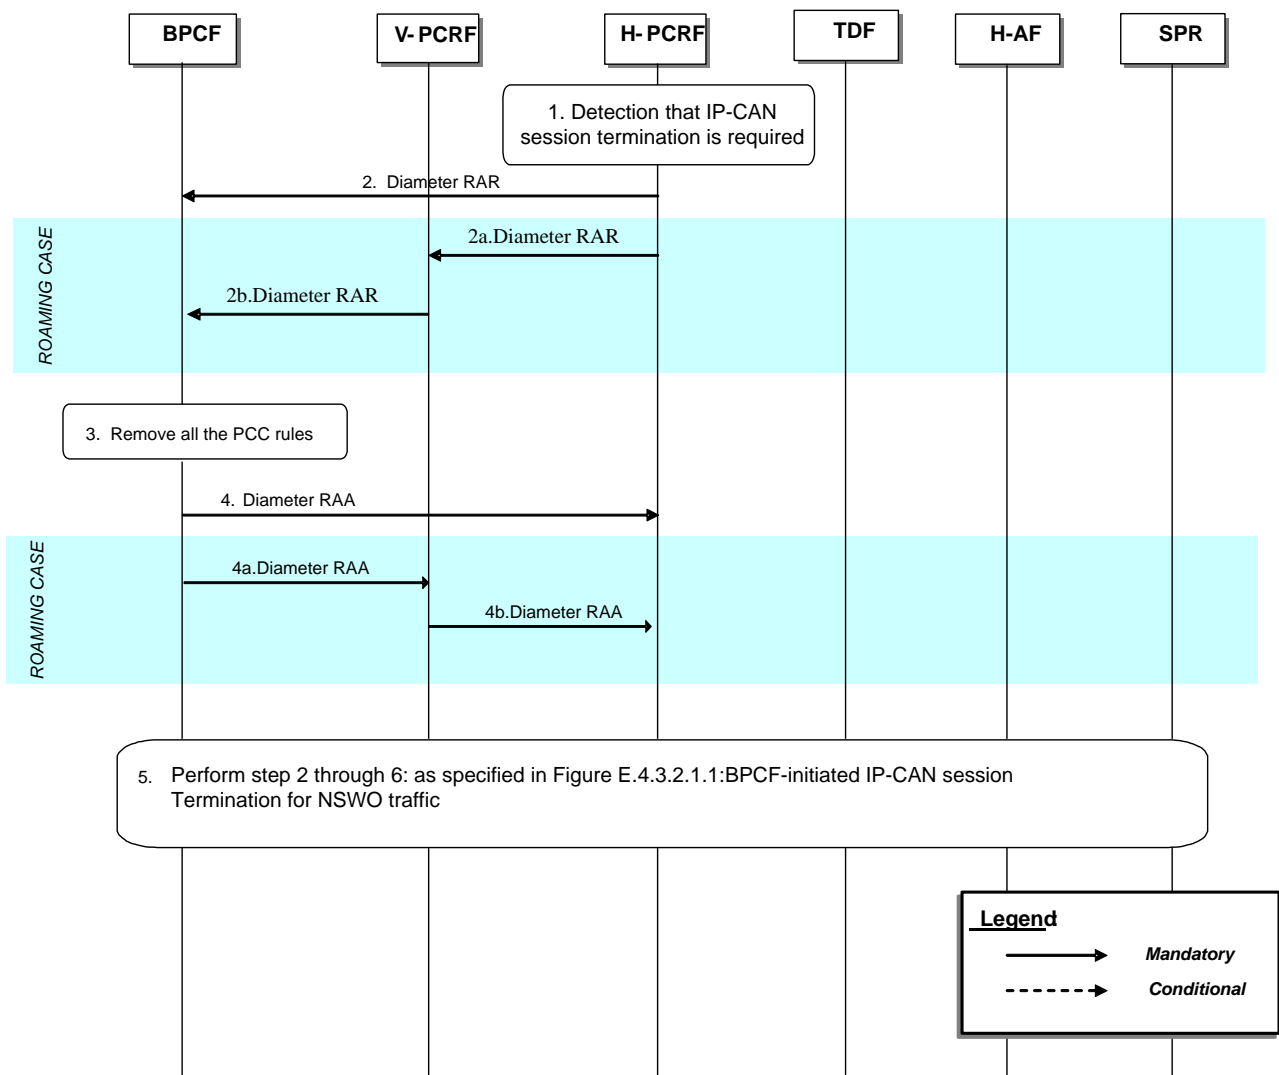 BPCF
V- PCRF
H- PCRF
TDF
H-AF
SPR
1. Detection that IP-CAN
session termination is required
2. Diameter RAR
ROAMING CASE
2a.Diameter RAR
2b.Diameter RAR
3. Remove all the PCC rules
4. Diameter RAA
ROAMING CASE
4a.Diameter RAA
4b.Diameter RAA
5. Perform step 2 through 6: as specified in Figure E.4.3.2.1.1:BPCF-initiated IP-CAN session
Termination for NSWO traffic
Legend:
Mandatory
Conditional